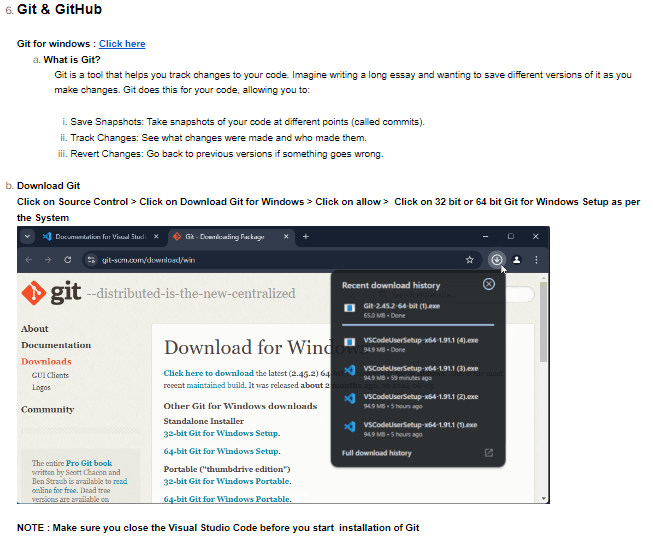 6. Git & GitHub
Git for windows : Click here
a. What is Git?
Git is a tool that helps you track changes to your code. Imagine writing a long essay and wanting to save different versions of it as you
make changes. Git does this for your code, allowing you to:
i. Save Snapshots: Take snapshots of your code at different points (called commits).
ii. Track Changes: See what changes were made and who made them.
iii. Revert Changes: Go back to previous versions if something goes wrong.
b. Download Git
Click on Source Control > Click on Download Git for Windows > Click on allow > Click on 32 bit or 64 bit Git for Windows Setup as per
the System
Documentation for Visual Studi
Git - Downloading Package
git-scm.com/download/win
git --distributed-is-the-new-centralized
About
Documentation
Downloads
GUI Clients
Logos
Community
The entire Pro Git book
written by Scott Chacon and
Ben Straub is available to read
online for free. Dead tree
versions are available on
Download for Wind
Click here to download the latest (2.45.2) 64
recent maintained build. It was released about 2
Other Git for Windows downloads
Standalone Installer
32-bit Git for Windows Setup.
64-bit Git for Windows Setup.
Portable ("thumbdrive edition")
32-bit Git for Windows Portable.
64-bit Git for Windows Portable.
Recent download history
Git-2.45.2-64-bit (1).exe
65.0 MB • Done
VSCodeUserSetup-x64-1.91.1 (4).exe
94.9 MB • Done
VSCodeUserSetup-x64-1.91.1 (3).exe
94.9 MB • 59 minutes ago
VSCodeUserSetup-x64-1.91.1 (2).exe
94.9 MB • 5 hours ago
VSCodeUserSetup-x64-1.91.1 (1).exe
94.9 MB • 5 hours ago
Full download history
NOTE : Make sure you close the Visual Studio Code before you start installation of Git